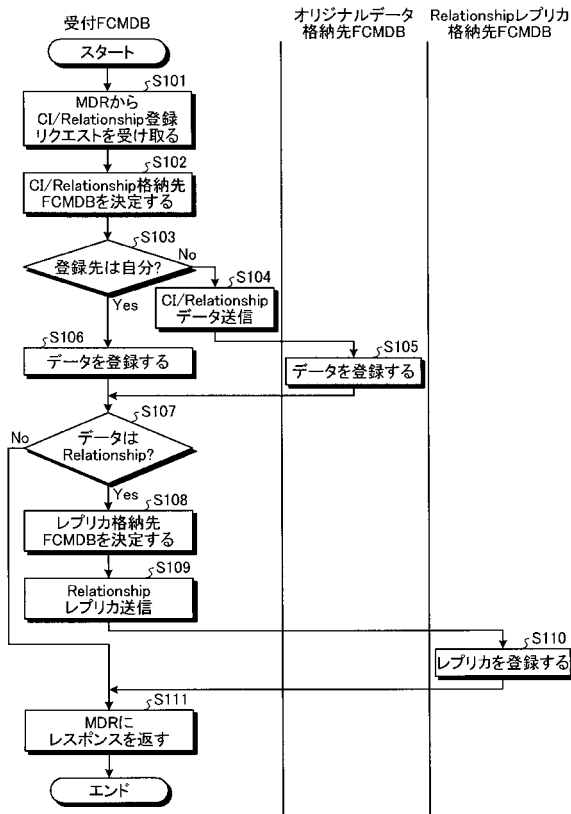 受付FCMDB
オリジナルデータ
格納先FCMDB
Relationshipレプリカ
格納先FCMDB
スタート
S101
MDRから
CI/Relationship登録
リクエストを受け取る
S102
CI/Relationship格納先
FCMDBを決定する
S103
登録先は自分?
No
Yes
S104
CI/Relationship
データ送信
S105
データを登録する
S106
データを登録する
S107
データは
Relationship?
No
Yes
S108
レプリカ格納先
FCMDBを決定する
S109
Relationship
レプリカ送信
S110
レプリカを登録する
S111
MDRに
レスポンスを返す
エンド